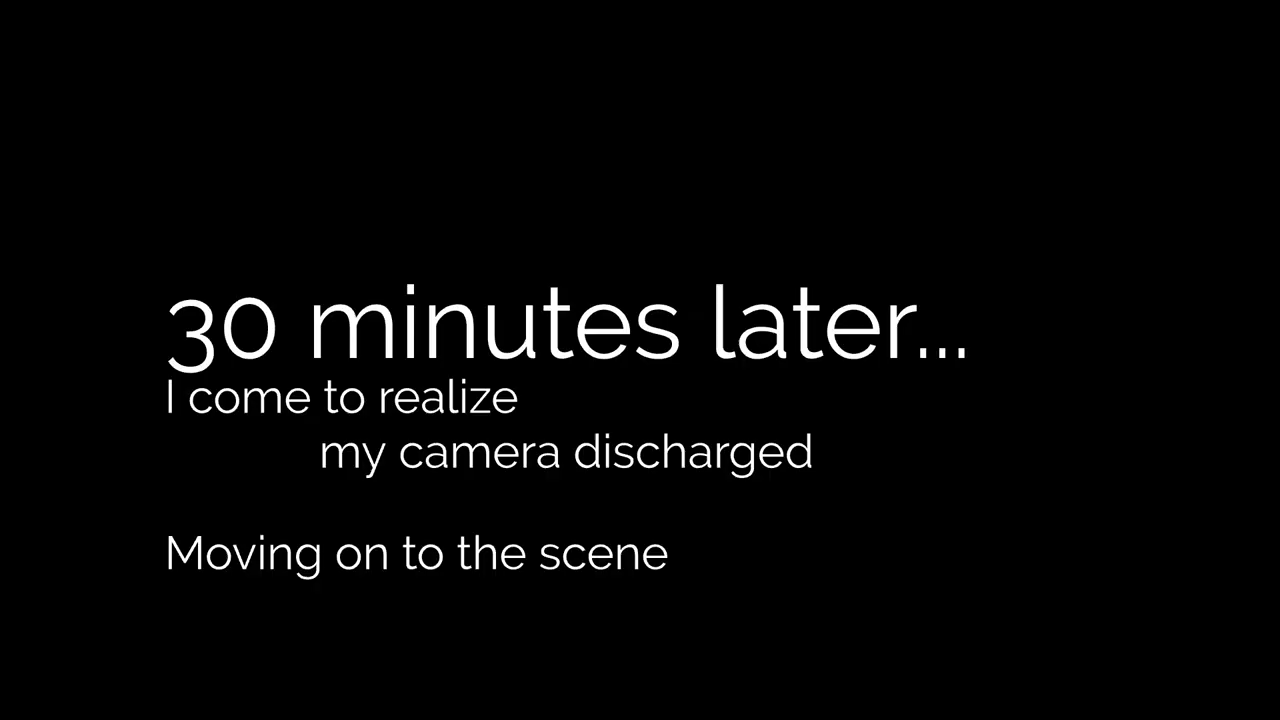 30 minutes later...
I come to realize
my camera discharged
Moving on to the scene